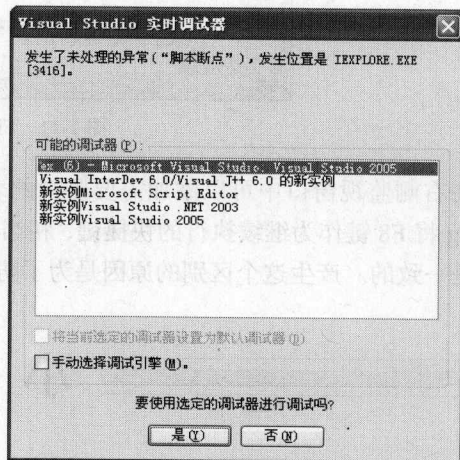 Visual Studio 实时调试器
发生了未处理的异常(“脚本断点”)，发生位置是 IEXPLORE.EXE
[3416]。
可能的调试器(P):
ex (6) - Microsoft Visual Studio. Visual Studio 2005
Visual InterDev 6.0/Visual J++ 6.0 的新实例
新实例Microsoft Script Editor
新实例Visual Studio .NET 2003
新实例Visual Studio 2005
将当前选定的调试器设置为默认调试器(D)
手动选择调试引擎(M)。
要使用选定的调试器进行调试吗?
是(Y)
否(N)